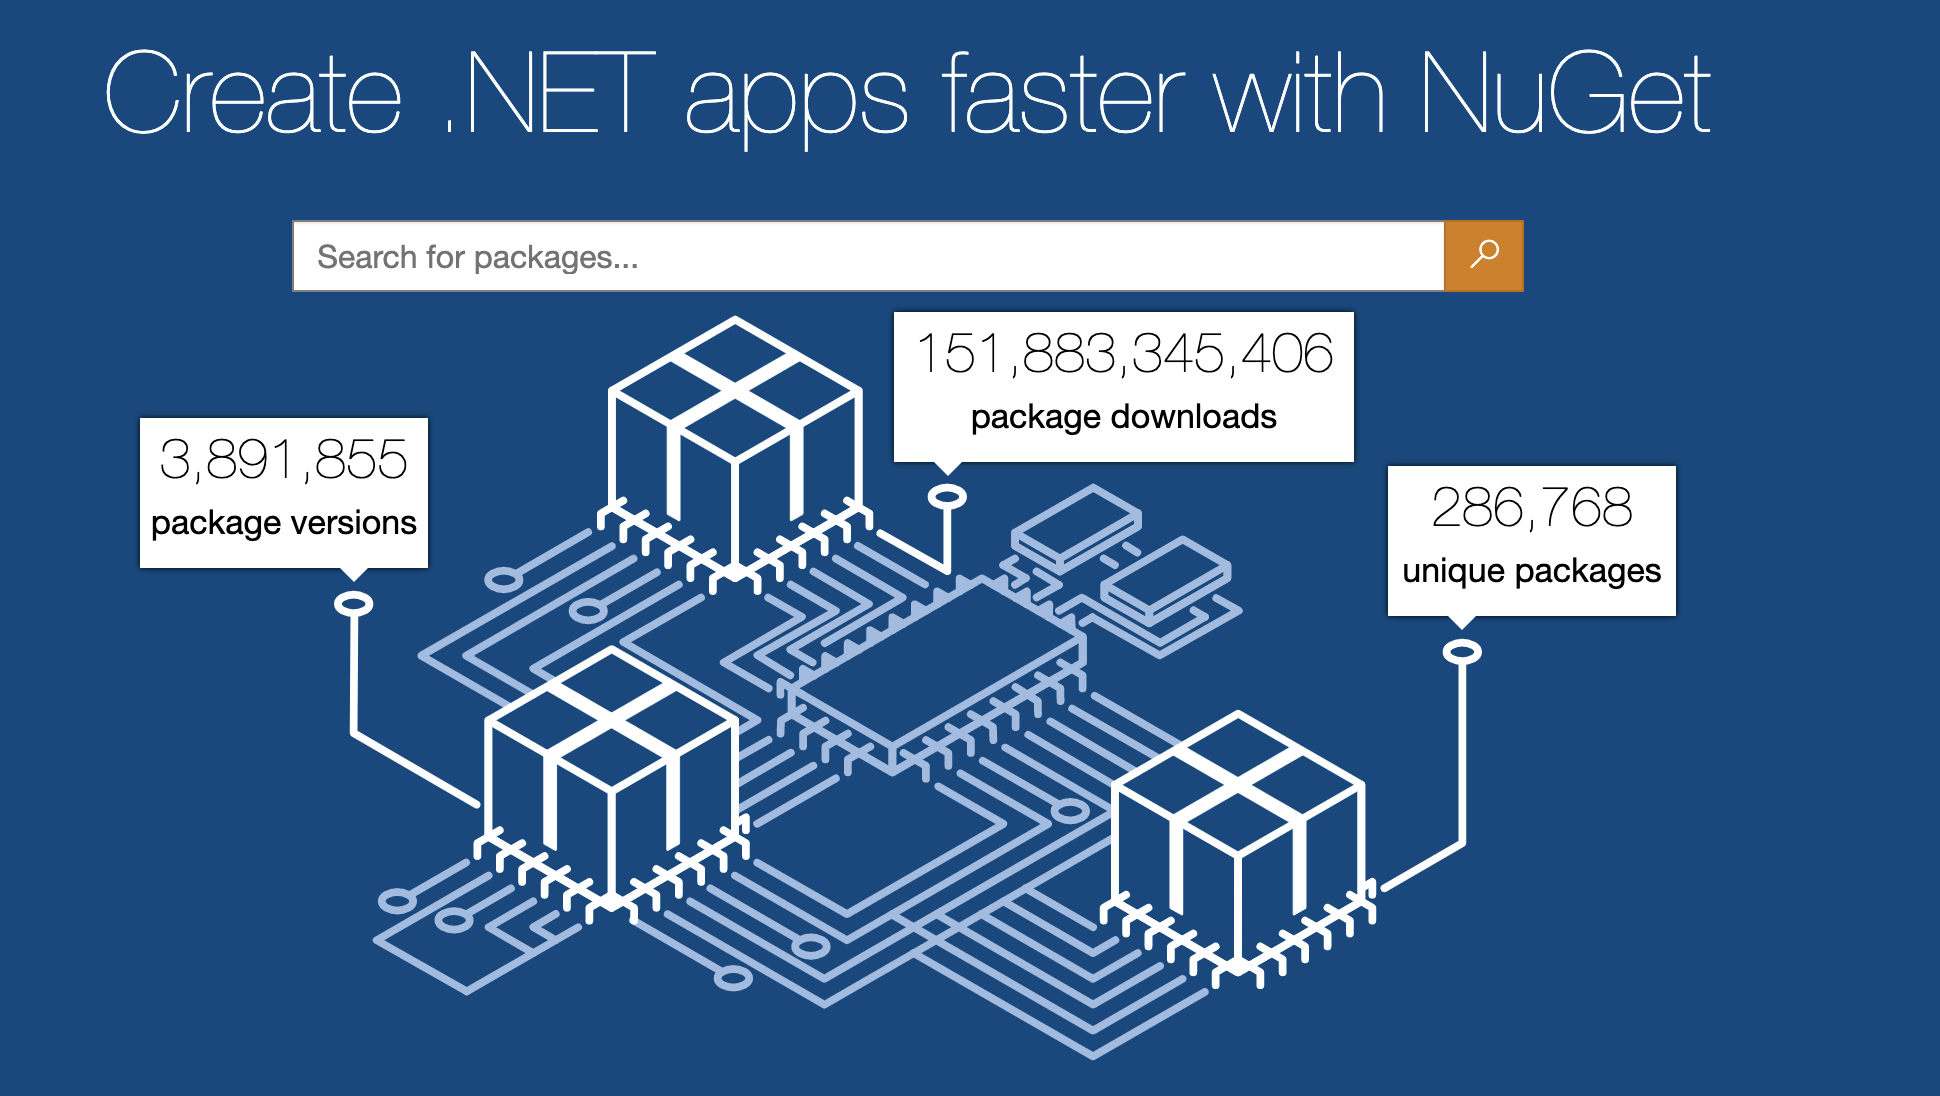 Create .NET apps faster with NuGet
Search for packages...
151,883,345,406
package downloads
3,891,855
package versions
286,768
unique packages